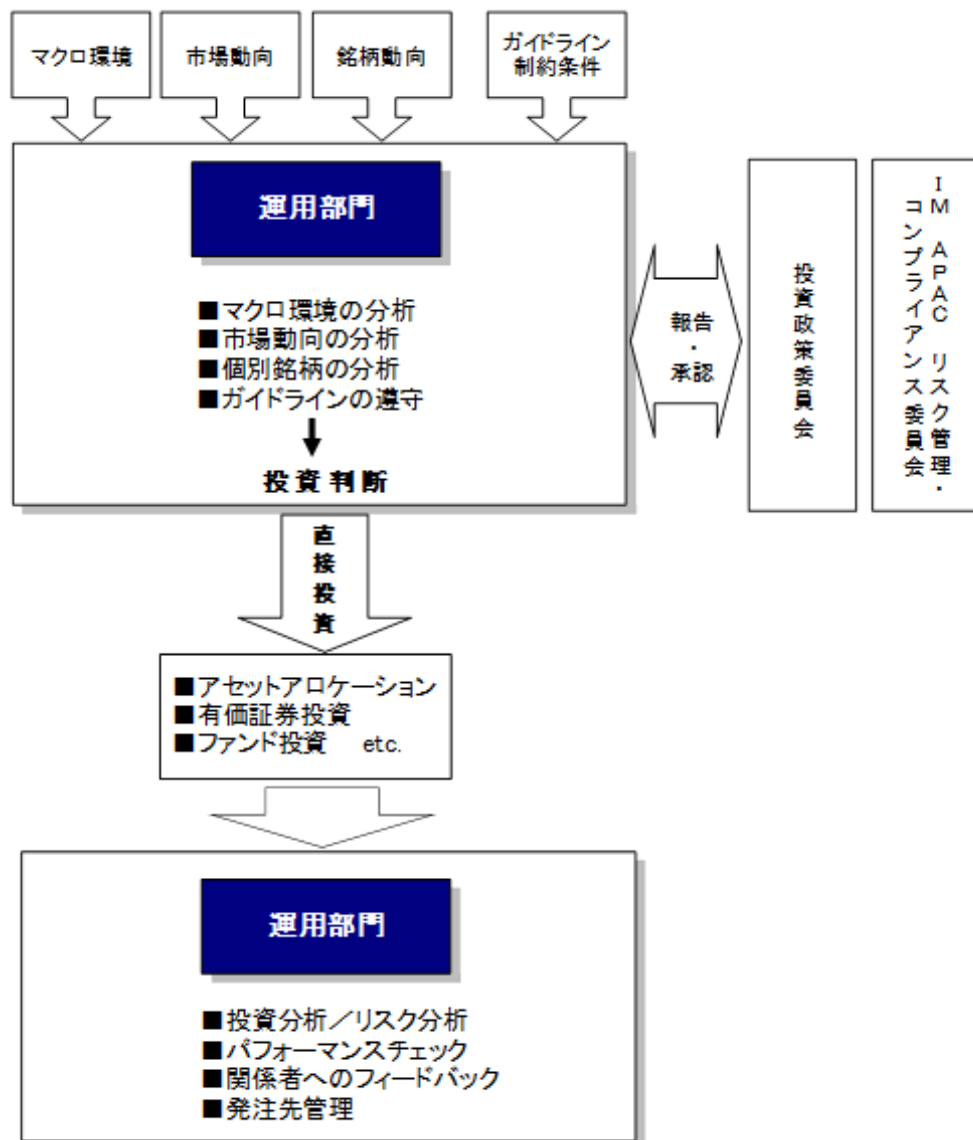 マクロ環境
市場動向
銘柄動向
ガイドライン
制約条件
運用部門
■マクロ環境の分析
■市場動向の分析
■個別銘柄の分析
■ガイドラインの遵守
投資判断
報告
・
承認
投資政策委員会
IM APAC リスク管理・
コンプライアンス委員会
直接投資
■アセットアロケーション
■有価証券投資
■ファンド投資 etc.
運用部門
■投資分析／リスク分析
■パフォーマンスチェック
■関係者へのフィードバック
■発注先管理